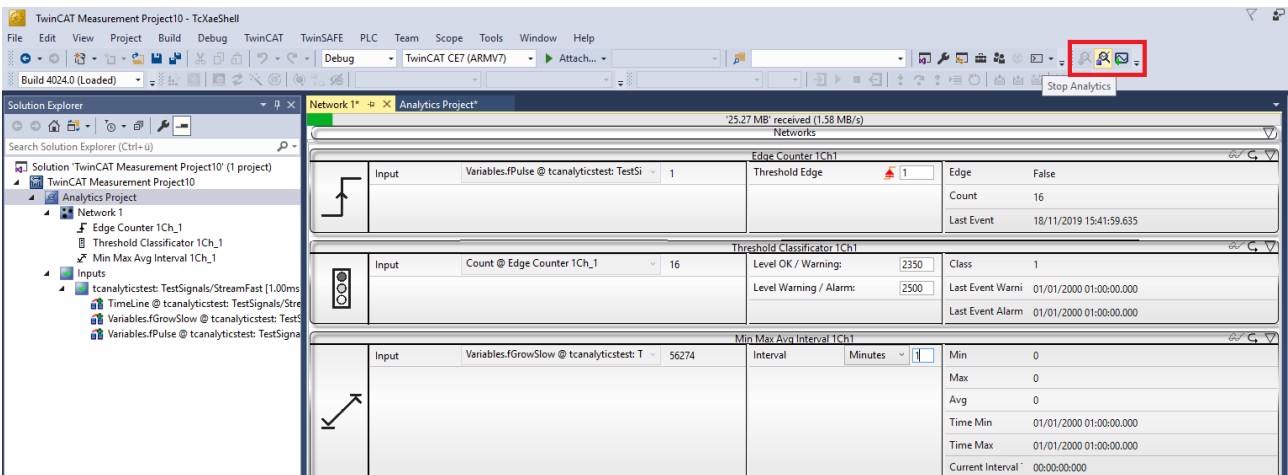 TwinCAT Measurement Project10 - TcXaeShell
File Edit View Project Build Debug TwinCAT TwinSAFE PLC Team Scope Tools Window Help
Debug TwinCAT CE7 (ARMV7) Attach...
Build 4024.0 (Loaded)
Stop Analytics
Solution Explorer
Search Solution Explorer (Ctrl+ü)
Solution 'TwinCAT Measurement Project10' (1 project)
TwinCAT Measurement Project10
Analytics Project
Network 1
Edge Counter 1Ch_1
Threshold Classificator 1Ch_1
Min Max Avg Interval 1Ch_1
Inputs
tcanalyticstest: TestSignals/StreamFast [1.00ms
TimeLine @ tcanalyticstest: TestSignals/Stre
Variables.fGrowSlow @ tcanalyticstest: TestS
Variables.fPulse @ tcanalyticstest: TestSigna
Network 1* Analytics Project*
'25.27 MB' received (1.58 MB/s)
Networks
Edge Counter 1Ch1
Input Variables.fPulse @ tcanalyticstest: TestSi 1 Threshold Edge 1 Edge False
Count 16
Last Event 18/11/2019 15:41:59.635
Threshold Classificator 1Ch1
Input Count @ Edge Counter 1Ch_1 16 Level OK / Warning: 2350 Class 1
Level Warning / Alarm: 2500 Last Event Warni 01/01/2000 01:00:00.000
Last Event Alarm 01/01/2000 01:00:00.000
Min Max Avg Interval 1Ch1
Input Variables.fGrowSlow @ tcanalyticstest: T 56274 Interval Minutes 1 Min 0
Max 0
Avg 0
Time Min 01/01/2000 01:00:00.000
Time Max 01/01/2000 01:00:00.000
Current Interval 00:00:00:000